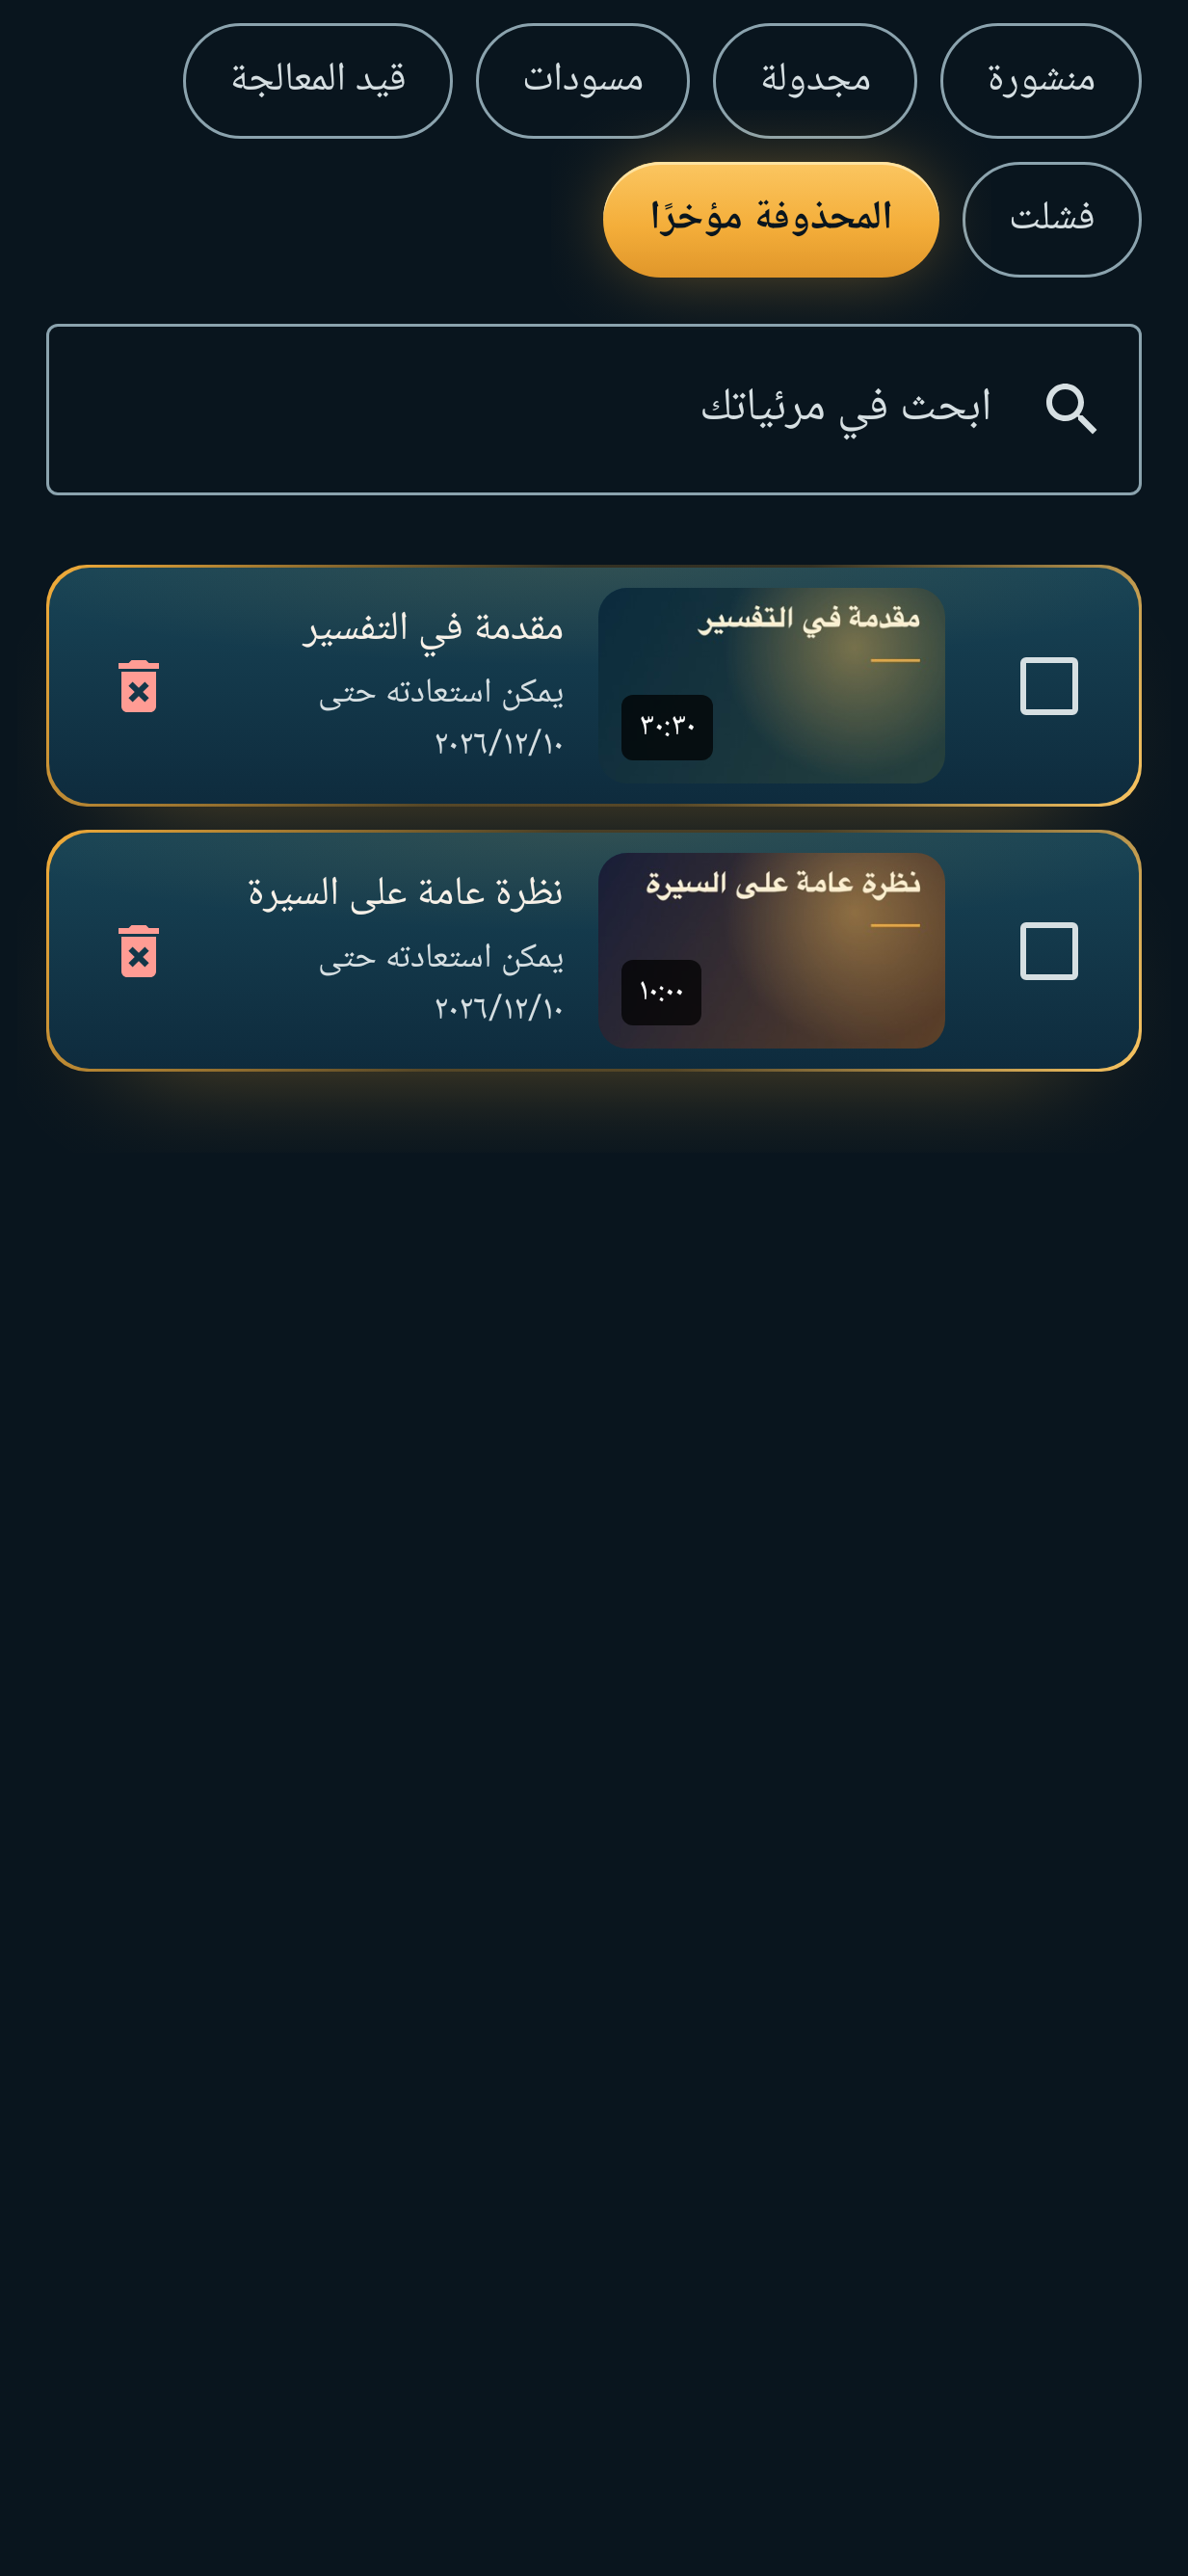 منشورة
مجدولة
مسودات
قيد المعالجة
فشلت
المحذوفة مؤخرًا
ابحث في مرئياتك
مقدمة في التفسير
٣٠:٣٠
مقدمة في التفسير
يمكن استعادته حتى
٢٠٢٦/١٢/١٠
نظرة عامة على السيرة
١٠:٠٠
نظرة عامة على السيرة
يمكن استعادته حتى
٢٠٢٦/١٢/١٠